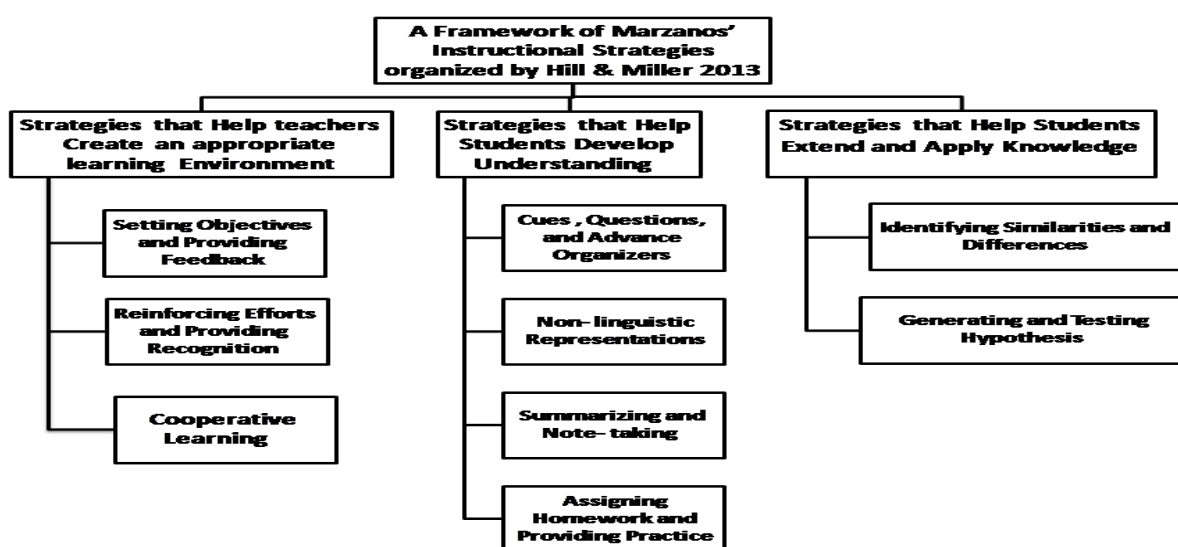 A Framework of Marzanos'
Instructional Strategies
organized by Hill & Miller 2013
Strategies that Help teachers
Create an appropriate
learning Environment
Setting Objectives
and Providing
Feedback
Reinforcing Efforts
and Providing
Recognition
Cooperative
Learning
Strategies that Help
Students Develop
Understanding
Cues , Questions,
and Advance
Organizers
Non- linguistic
Representations
Summarizing and
Note- taking
Assigning
Homework and
Providing Practice
Strategies that Help Students
Extend and Apply Knowledge
Identifying Similarities and
Differences
Generating and Testing
Hypothesis